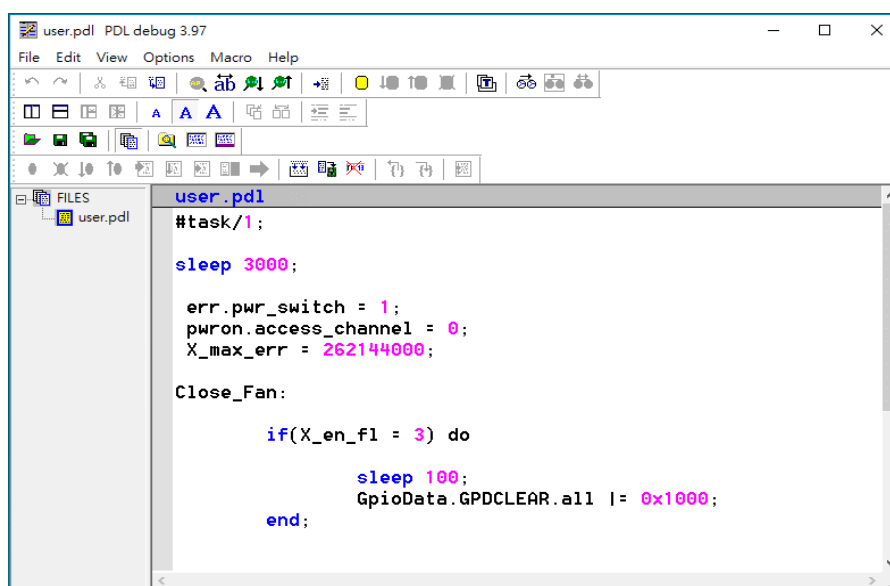 user.pdl PDL debug 3.97
File Edit View Options Macro Help
ab
A A A
FILES
user.pdl
user.pdl
#task/1;
sleep 3000;
err.pwr_switch = 1;
pwron.access_channel = 0;
X_max_err = 262144000;
Close_Fan:
if(X_en_fl = 3) do
sleep 100;
GpioData.GPDCLEAR.all |= 0x1000;
end;